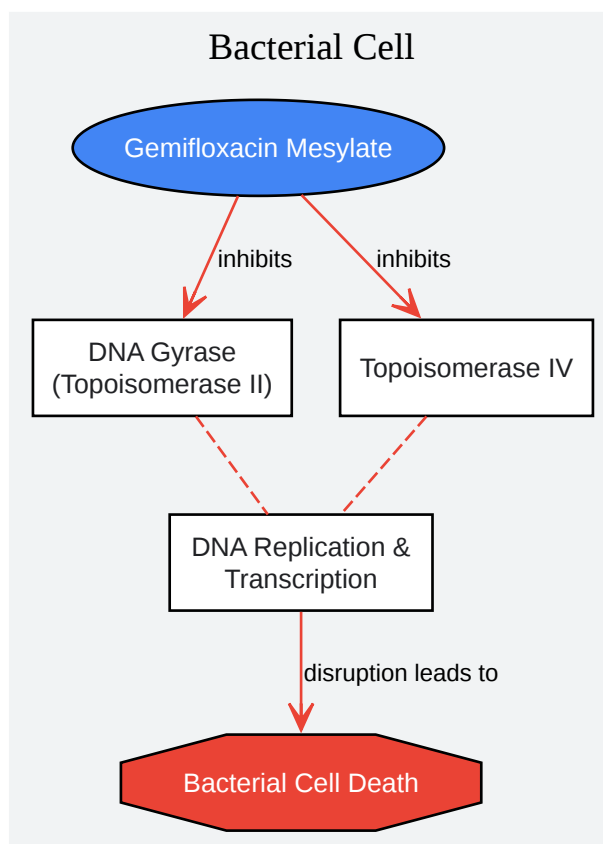 Bacterial Cell
Gemifloxacin Mesylate
inhibits
inhibits
DNA Gyrase
(Topoisomerase II)
Topoisomerase IV
DNA Replication &
Transcription
disruption leads to
Bacterial Cell Death